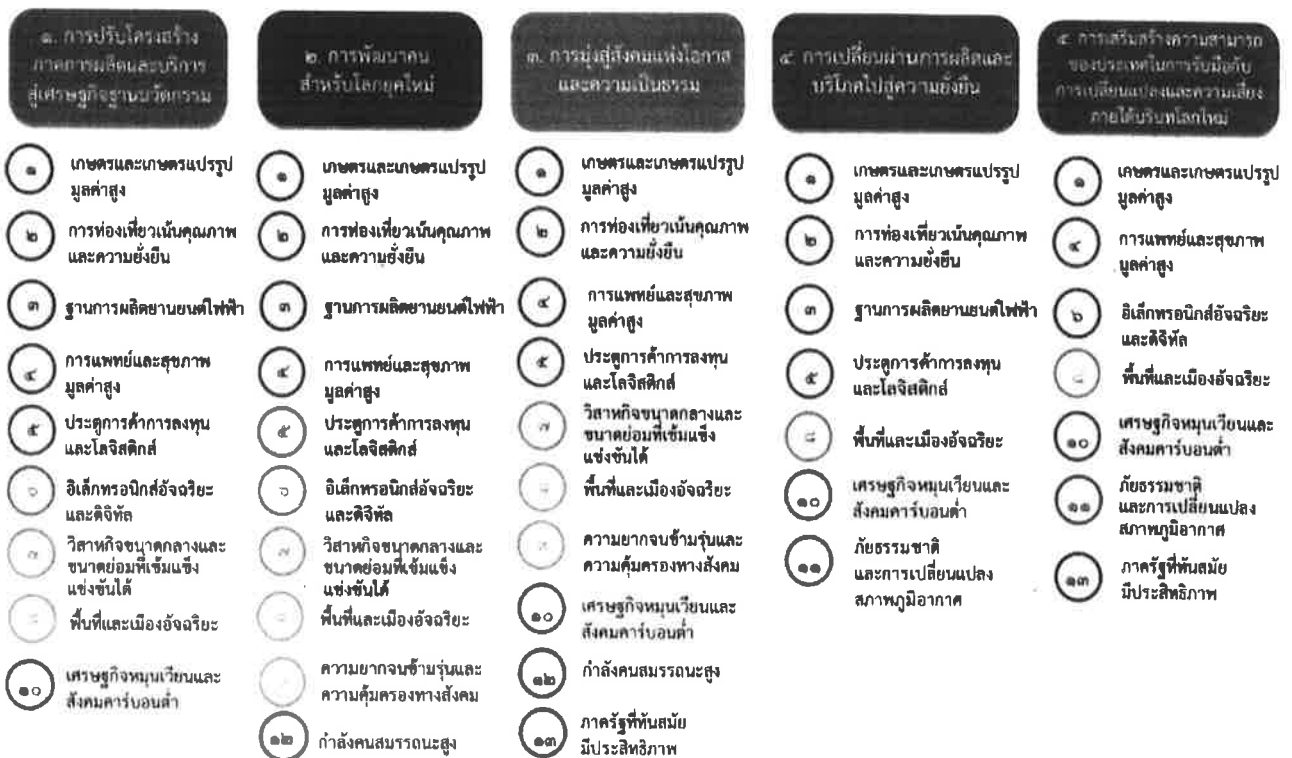 ๑. การปรับโครงสร้าง
ภาคการผลิตและบริการ
สู่เศรษฐกิจฐานนวัตกรรม
๑
เกษตรและเกษตรแปรรูป
มูลค่าสูง
๒
การท่องเที่ยวเน้นคุณภาพ
และความยั่งยืน
๓
ฐานการผลิตยานยนต์ไฟฟ้า
๔
การแพทย์และสุขภาพ
มูลค่าสูง
๕
ประตูการค้าการลงทุน
และโลจิสติกส์
๖
อิเล็กทรอนิกส์อัจฉริยะ
และดิจิทัล
๗
วิสาหกิจขนาดกลางและ
ขนาดย่อมที่เข้มแข็ง
แข่งขันได้
๘
พื้นที่และเมืองอัจฉริยะ
๑๐
เศรษฐกิจหมุนเวียนและ
สังคมคาร์บอนต่ำ
๒. การพัฒนาคน
สำหรับโลกยุคใหม่
๑
เกษตรและเกษตรแปรรูป
มูลค่าสูง
๒
การท่องเที่ยวเน้นคุณภาพ
และความยั่งยืน
๓
ฐานการผลิตยานยนต์ไฟฟ้า
๔
การแพทย์และสุขภาพ
มูลค่าสูง
๕
ประตูการค้าการลงทุน
และโลจิสติกส์
๖
อิเล็กทรอนิกส์อัจฉริยะ
และดิจิทัล
๗
วิสาหกิจขนาดกลางและ
ขนาดย่อมที่เข้มแข็ง
แข่งขันได้
พื้นที่และเมืองอัจฉริยะ
ความยากจนข้ามรุ่นและ
ความคุ้มครองทางสังคม
๑๒
กำลังคนสมรรถนะสูง
๓. การมุ่งสู่สังคมแห่งโอกาส
และความเป็นธรรม
๑
เกษตรและเกษตรแปรรูป
มูลค่าสูง
๒
การท่องเที่ยวเน้นคุณภาพ
และความยั่งยืน
๔
การแพทย์และสุขภาพ
มูลค่าสูง
๕
ประตูการค้าการลงทุน
และโลจิสติกส์
๗
วิสาหกิจขนาดกลางและ
ขนาดย่อมที่เข้มแข็ง
แข่งขันได้
พื้นที่และเมืองอัจฉริยะ
ความยากจนข้ามรุ่นและ
ความคุ้มครองทางสังคม
๑๐
เศรษฐกิจหมุนเวียนและ
สังคมคาร์บอนต่ำ
๑๒
กำลังคนสมรรถนะสูง
๑๓
ภาครัฐที่ทันสมัย
มีประสิทธิภาพ
๔. การเปลี่ยนผ่านการผลิตและ
บริโภคไปสู่ความยั่งยืน
๑
เกษตรและเกษตรแปรรูป
มูลค่าสูง
๒
การท่องเที่ยวเน้นคุณภาพ
และความยั่งยืน
๓
ฐานการผลิตยานยนต์ไฟฟ้า
๕
ประตูการค้าการลงทุน
และโลจิสติกส์
๘
พื้นที่และเมืองอัจฉริยะ
๑๐
เศรษฐกิจหมุนเวียนและ
สังคมคาร์บอนต่ำ
๑๑
ภัยธรรมชาติ
และการเปลี่ยนแปลง
สภาพภูมิอากาศ
๕. การเสริมสร้างความสามารถ
ของประเทศในการรับมือกับ
การเปลี่ยนแปลงและความเสี่ยง
ภายใต้บริบทโลกใหม่
๑
เกษตรและเกษตรแปรรูป
มูลค่าสูง
๔
การแพทย์และสุขภาพ
มูลค่าสูง
๖
อิเล็กทรอนิกส์อัจฉริยะ
และดิจิทัล
๘
พื้นที่และเมืองอัจฉริยะ
๑๐
เศรษฐกิจหมุนเวียนและ
สังคมคาร์บอนต่ำ
๑๑
ภัยธรรมชาติ
และการเปลี่ยนแปลง
สภาพภูมิอากาศ
๑๓
ภาครัฐที่ทันสมัย
มีประสิทธิภาพ